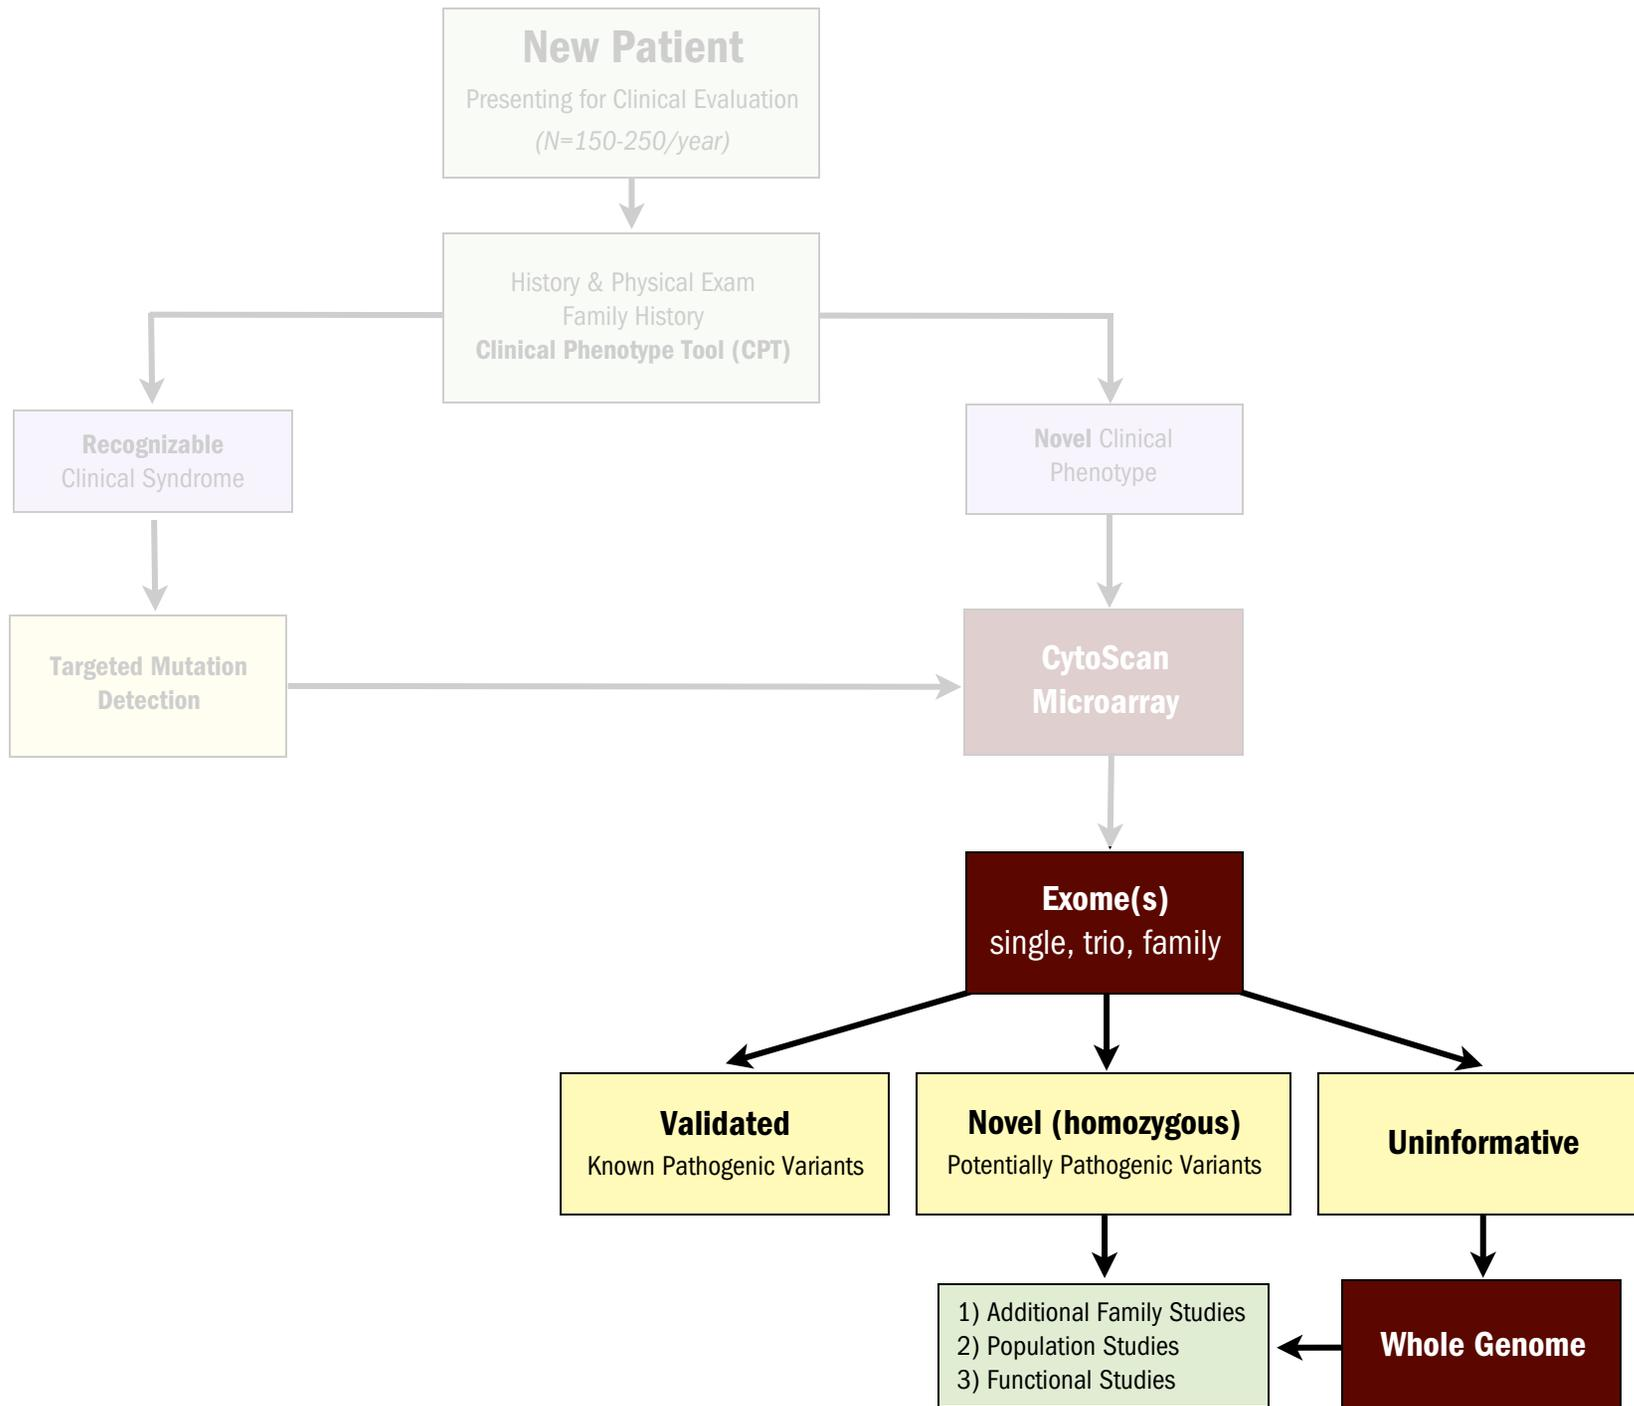 New Patient
Presenting for Clinical Evaluation
(N=150-250/year)
History & Physical Exam
Family History
Clinical Phenotype Tool (CPT)
Recognizable
Clinical Syndrome
Novel Clinical
Phenotype
Targeted Mutation
Detection
CytoScan
Microarray
Exome(s)
single, trio, family
Validated
Known Pathogenic Variants
Novel (homozygous)
Potentially Pathogenic Variants
Uninformative
1) Additional Family Studies
2) Population Studies
3) Functional Studies
Whole Genome